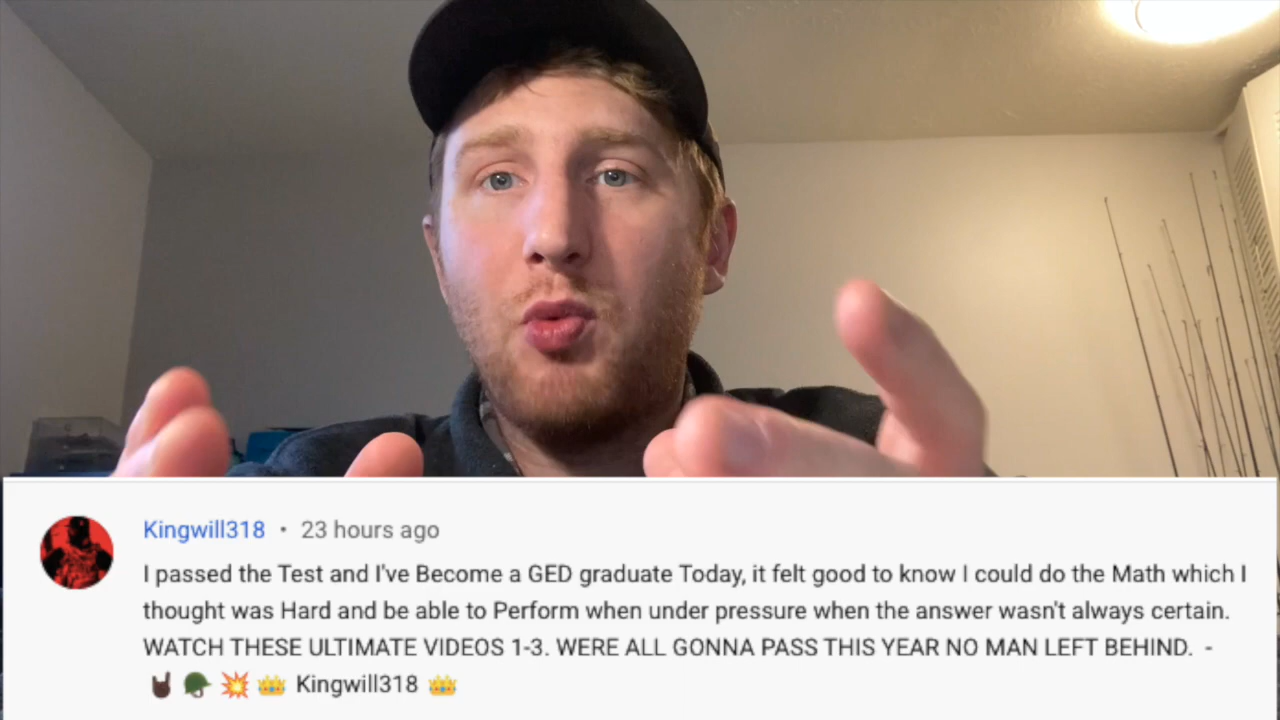 Kingwill318 • 23 hours ago
I passed the Test and I've Become a GED graduate Today, it felt good to know I could do the Math which I
thought was Hard and be able to Perform when under pressure when the answer wasn't always certain.
WATCH THESE ULTIMATE VIDEOS 1-3. WERE ALL GONNA PASS THIS YEAR NO MAN LEFT BEHIND. -
🤘🏿 🪖 💥 👑 Kingwill318 👑